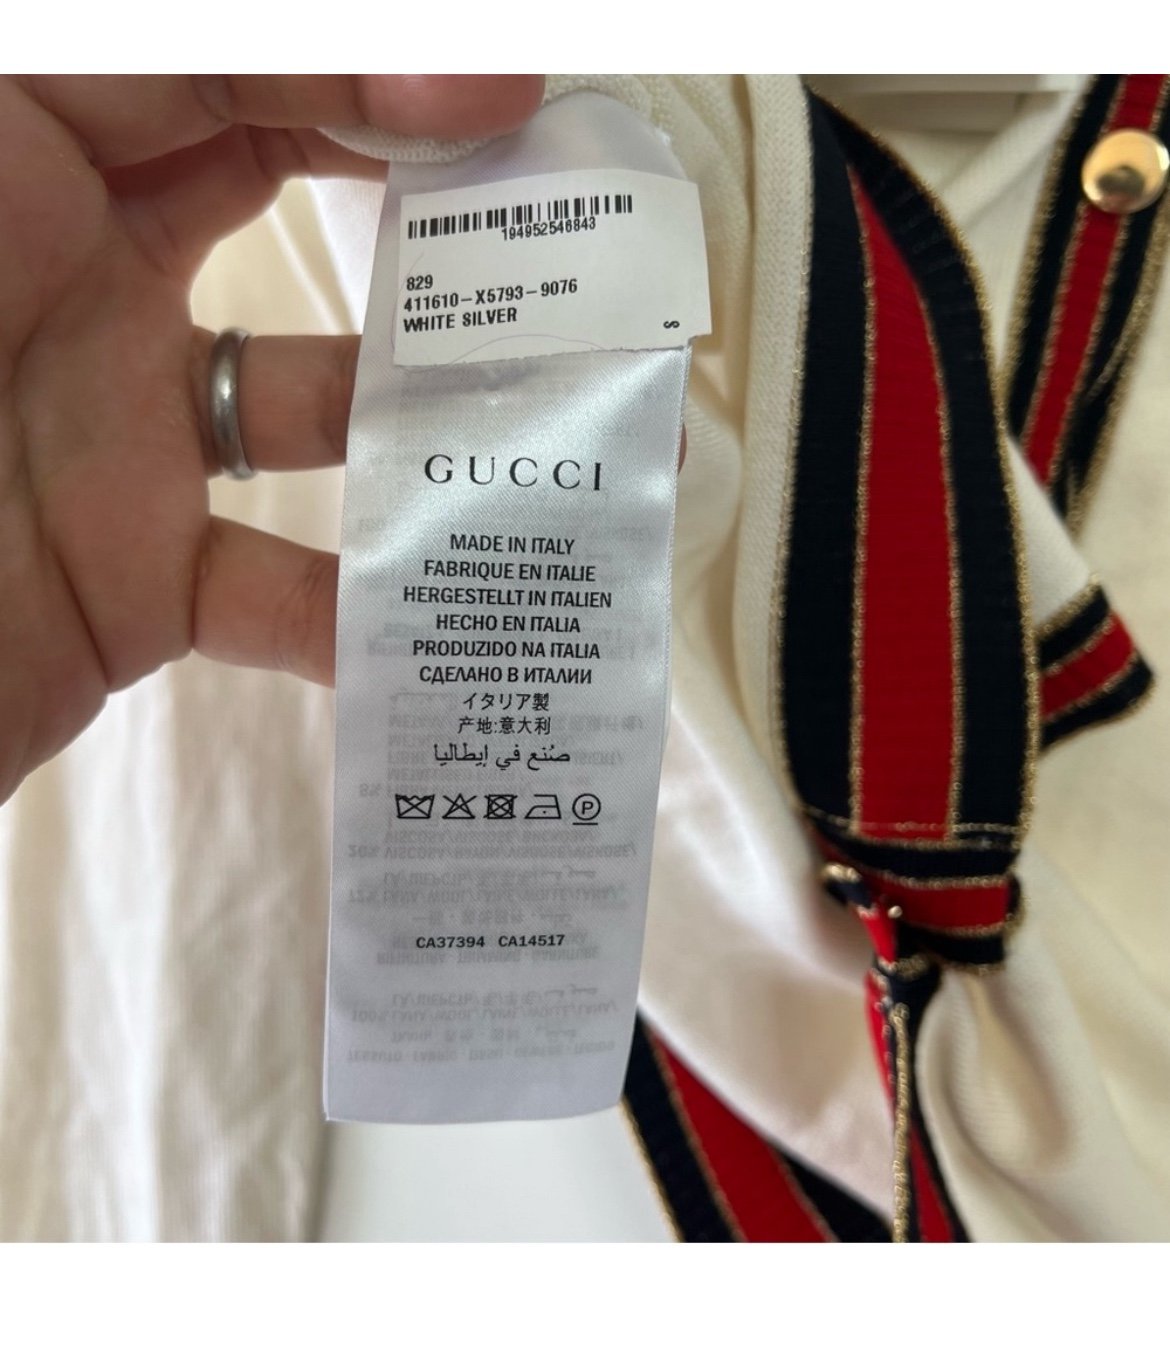 194952546843
829
411610-X5793-9076
WHITE SILVER
S
GUCCI
MADE IN ITALY
FABRIQUE EN ITALIE
HERGESTELLT IN ITALIEN
HECHO EN ITALIA
PRODUZIDO NA ITALIA
СДЕЛАНО В ИТАЛИИ
イタリア製
产地:意大利
صُنع في إيطاليا
P
CA37394 CA14517